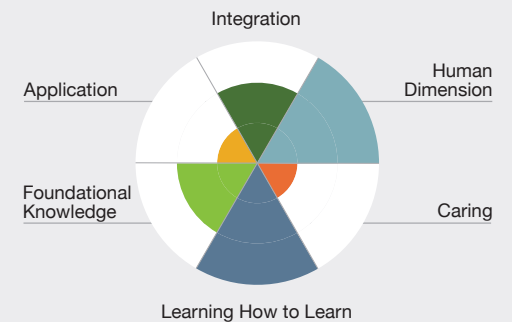 Integration
Human
Dimension
Application
Foundational
Knowledge
Caring
Learning How to Learn